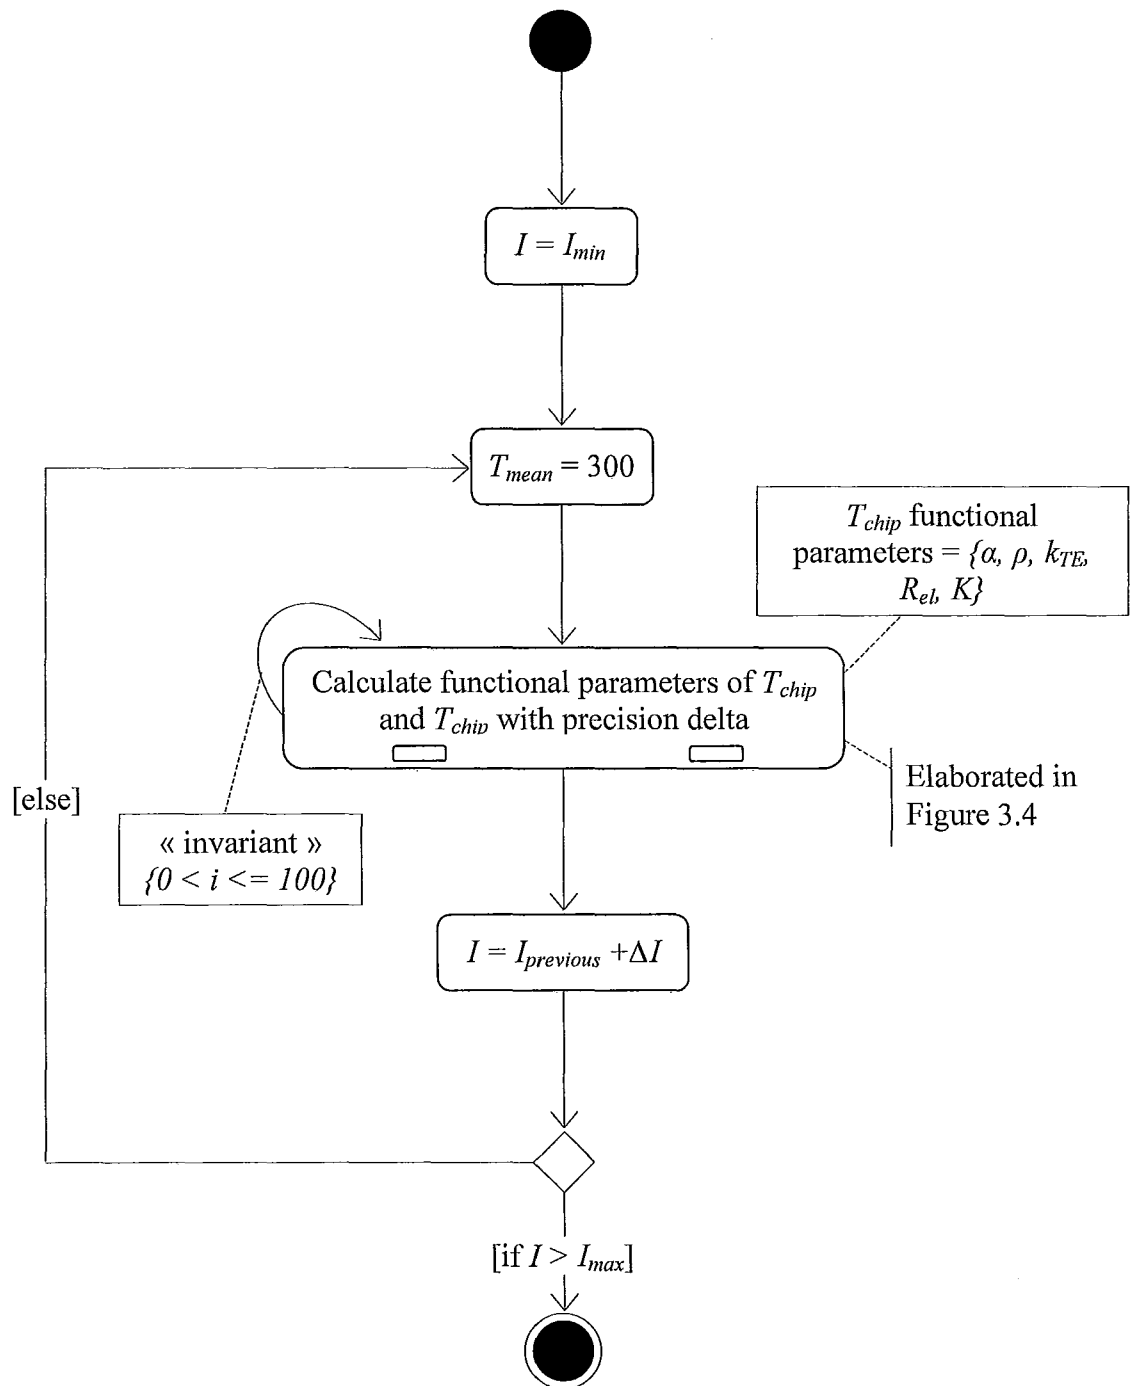 I = I_min
T_mean = 300
T_chip functional
parameters = {α, ρ, k_TE,
R_el, K}
Calculate functional parameters of T_chip
and T_chip with precision delta
Elaborated in
Figure 3.4
[else]
« invariant »
{0 < i <= 100}
I = I_previous +ΔI
[if I > I_max]